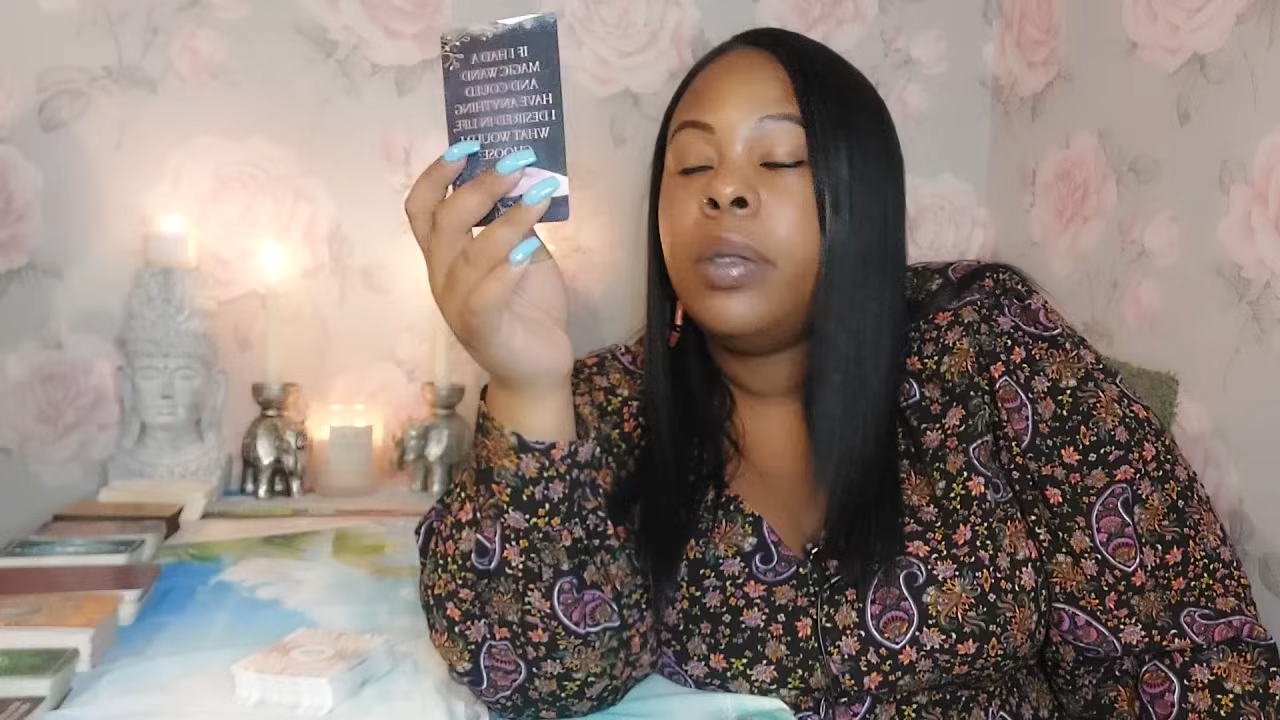 IF I HAD A
MAGIC WAND
AND COULD
HAVE ANYTHING
I DESIRED IN LIFE,
WHAT WOULD I
CHOOSE?